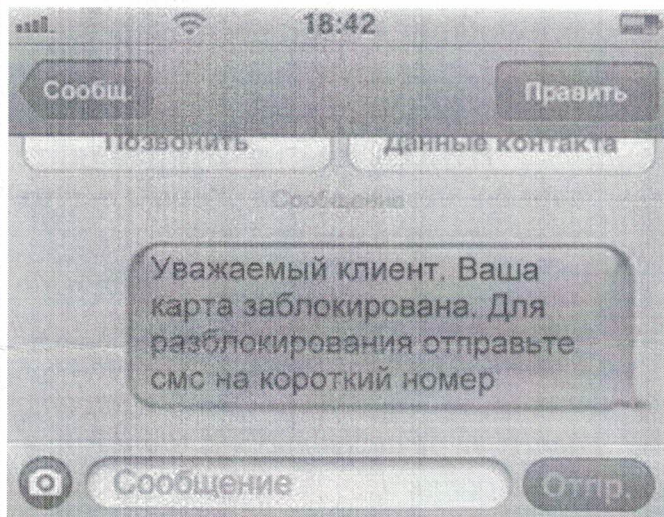 18:42
Сообщ.
Править
Позвонить
Данные контакта
Сообщение
Уважаемый клиент. Ваша
карта заблокирована. Для
разблокирования отправьте
смс на короткий номер
Сообщение
Отпр.